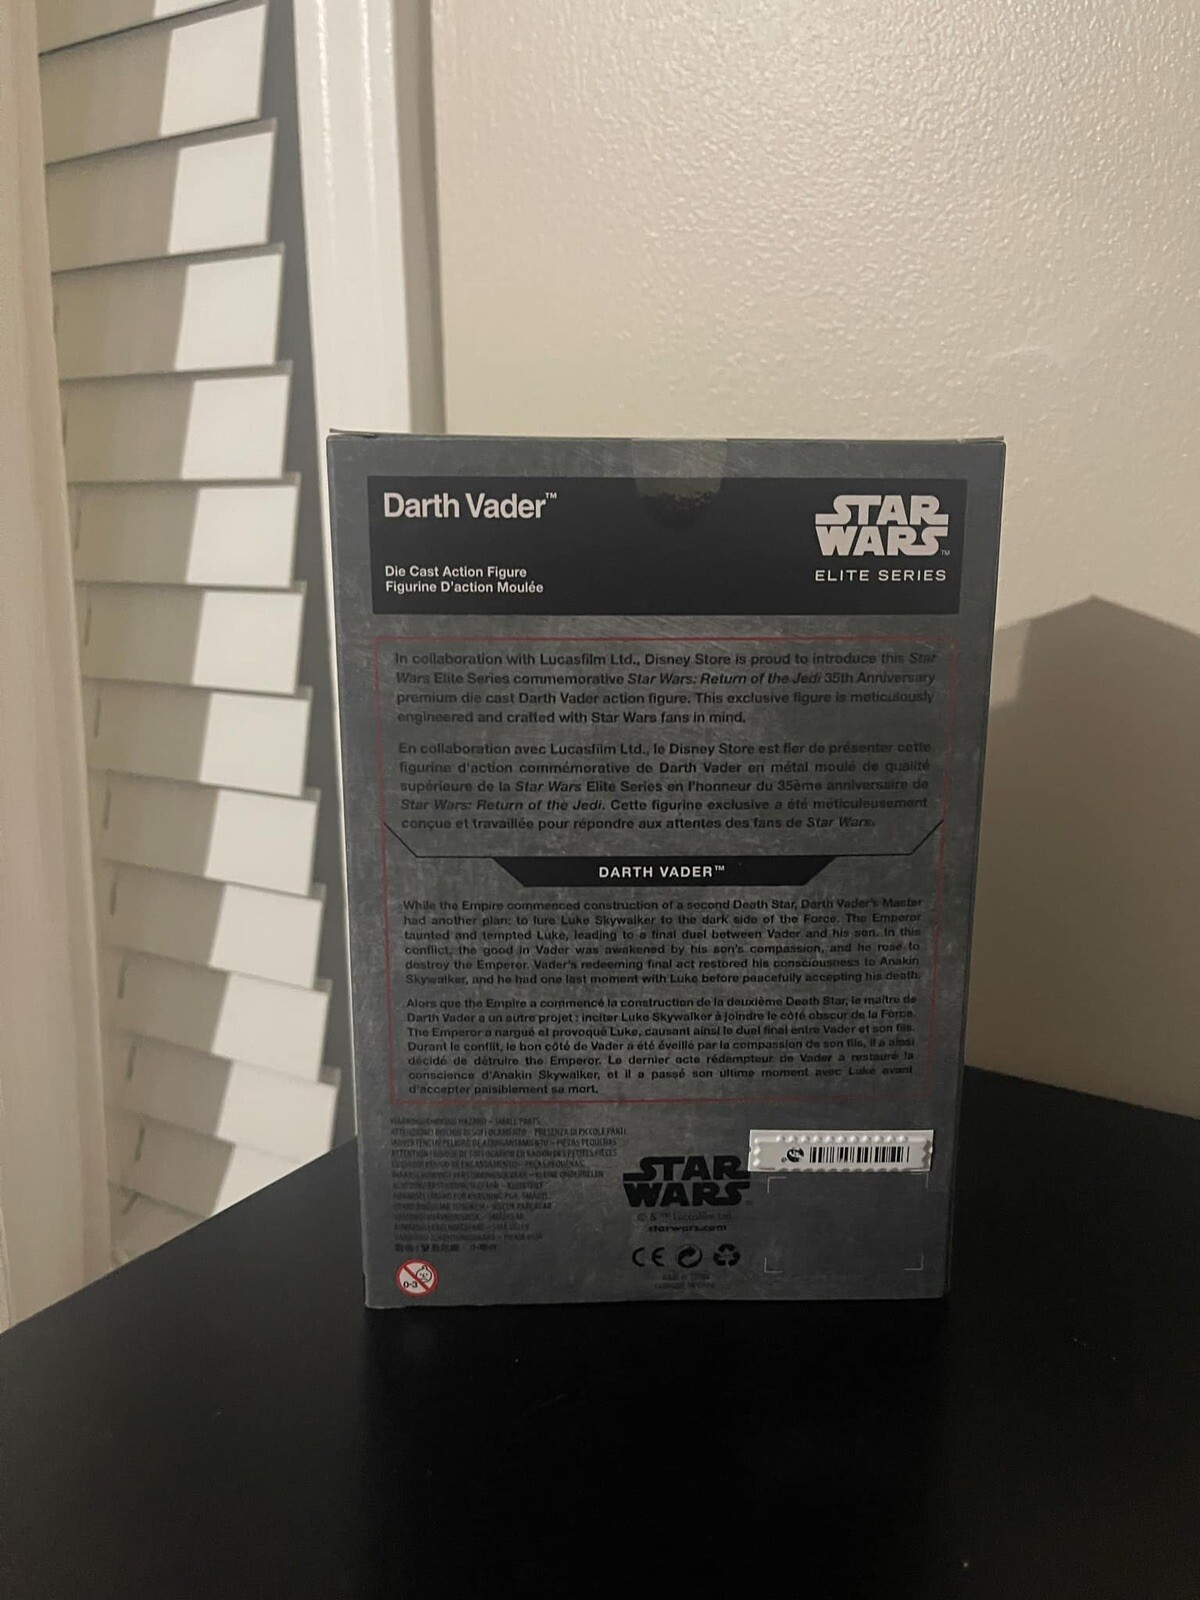 Darth Vader™
STAR
WARS™
ELITE SERIES
Die Cast Action Figure
Figurine D'action Moulée
In collaboration with Lucasfilm Ltd., Disney Store is proud to introduce this Star
Wars Elite Series commemorative Star Wars: Return of the Jedi 35th Anniversary
premium die cast Darth Vader action figure. This exclusive figure is meticulously
engineered and crafted with Star Wars fans in mind.
En collaboration avec Lucasfilm Ltd., le Disney Store est fier de présenter cette
figurine d'action commémorative de Darth Vader en métal moulé de qualité
supérieure de la Star Wars Elite Series en l'honneur du 35ème anniversaire de
Star Wars: Return of the Jedi. Cette figurine exclusive a été méticuleusement
conçue et travaillée pour répondre aux attentes des fans de Star Wars.
DARTH VADER™
While the Empire commenced construction of a second Death Star, Darth Vader's Master
had another plan: to lure Luke Skywalker to the dark side of the Force. The Emperor
taunted and tempted Luke, leading to a final duel between Vader and his son. In this
conflict, the good in Vader was awakened by his son's compassion, and he rose to
destroy the Emperor. Vader's redeeming final act restored his consciousness to Anakin
Skywalker, and he had one last moment with Luke before peacefully accepting his death.
Alors que the Empire a commencé la construction de la deuxième Death Star, le maître de
Darth Vader a un autre projet : inciter Luke Skywalker à joindre le côté obscur de la Force.
The Emperor a nargué et provoqué Luke, causant ainsi le duel final entre Vader et son fils.
Durant le conflit, le bon côté de Vader a été éveillé par la compassion de son fils, il a ainsi
décidé de détruire the Emperor. Le dernier acte rédempteur de Vader a restauré la
conscience d'Anakin Skywalker, et il a passé son ultime moment avec Luke avant
d'accepter paisiblement sa mort.
WARNING: CHOKING HAZARD – SMALL PARTS
STAR
WARS
© & ™ Lucasfilm Ltd.
starwars.com
CE
0-3